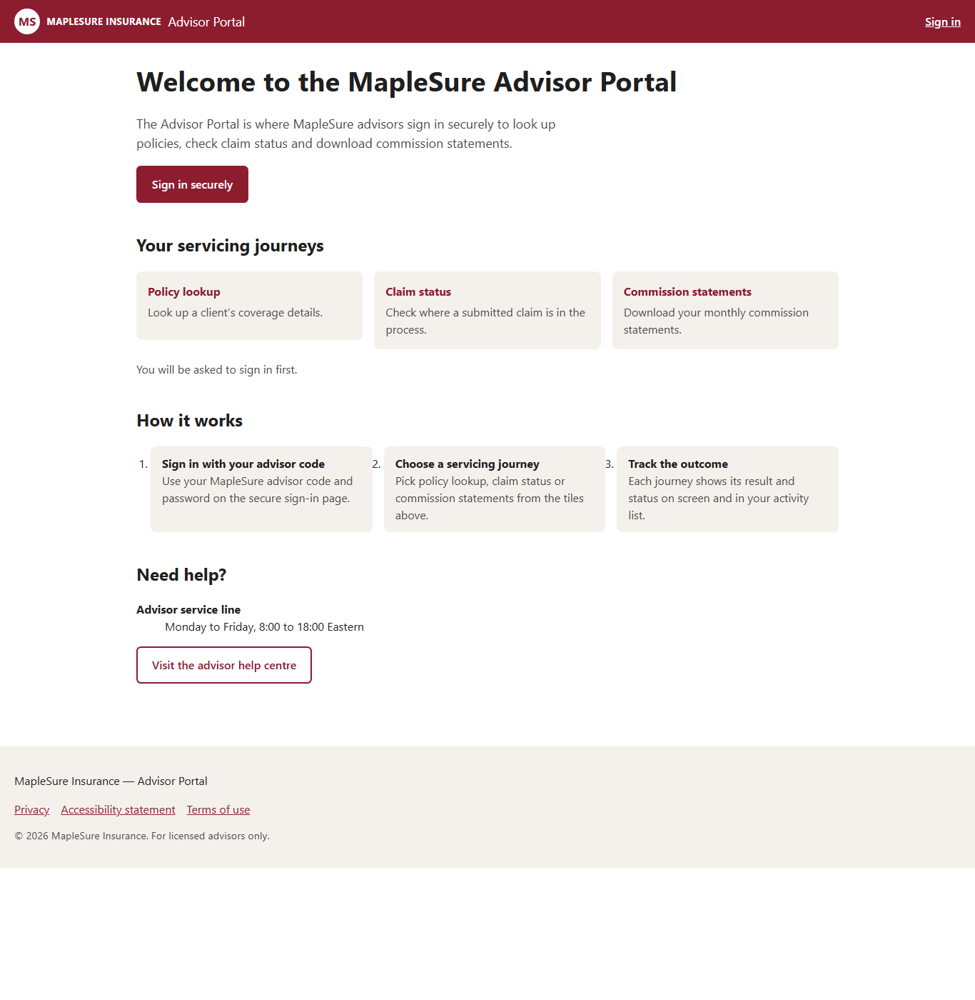 MS MAPLESURE INSURANCE Advisor Portal
Sign in
Welcome to the MapleSure Advisor Portal
The Advisor Portal is where MapleSure advisors sign in securely to look up
policies, check claim status and download commission statements.
Sign in securely
Your servicing journeys
Policy lookup
Look up a client's coverage details.
Claim status
Check where a submitted claim is in the
process.
Commission statements
Download your monthly commission
statements.
You will be asked to sign in first.
How it works
1. Sign in with your advisor code
Use your MapleSure advisor code and
password on the secure sign-in page.
2. Choose a servicing journey
Pick policy lookup, claim status or
commission statements from the tiles
above.
3. Track the outcome
Each journey shows its result and
status on screen and in your activity
list.
Need help?
Advisor service line
Monday to Friday, 8:00 to 18:00 Eastern
Visit the advisor help centre
MapleSure Insurance — Advisor Portal
Privacy Accessibility statement Terms of use
© 2026 MapleSure Insurance. For licensed advisors only.